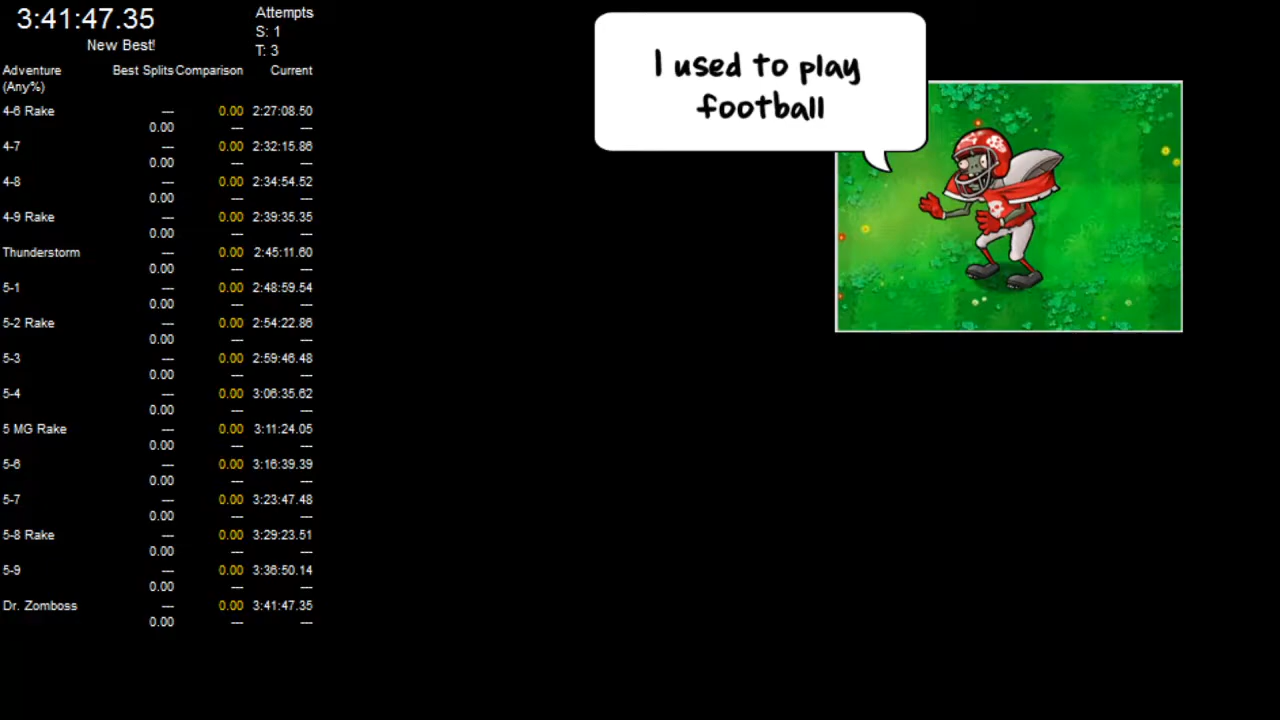 3:41:47.35
New Best!
Attempts
S: 1
T: 3
Adventure (Any%) Best Splits Comparison Current
4-6 Rake --- 0.00 2:27:08.50
0.00 --- ---
4-7 --- 0.00 2:32:15.86
0.00 --- ---
4-8 --- 0.00 2:34:54.52
0.00 --- ---
4-9 Rake --- 0.00 2:39:35.35
0.00 --- ---
Thunderstorm --- 0.00 2:45:11.60
0.00 --- ---
5-1 --- 0.00 2:48:59.54
0.00 --- ---
5-2 Rake --- 0.00 2:54:22.86
0.00 --- ---
5-3 --- 0.00 2:59:46.48
0.00 --- ---
5-4 --- 0.00 3:06:35.62
0.00 --- ---
5 MG Rake --- 0.00 3:11:24.05
0.00 --- ---
5-6 --- 0.00 3:16:39.39
0.00 --- ---
5-7 --- 0.00 3:23:47.48
0.00 --- ---
5-8 Rake --- 0.00 3:29:23.51
0.00 --- ---
5-9 --- 0.00 3:36:50.14
0.00 --- ---
Dr. Zomboss --- 0.00 3:41:47.35
0.00 --- ---
I used to play
football